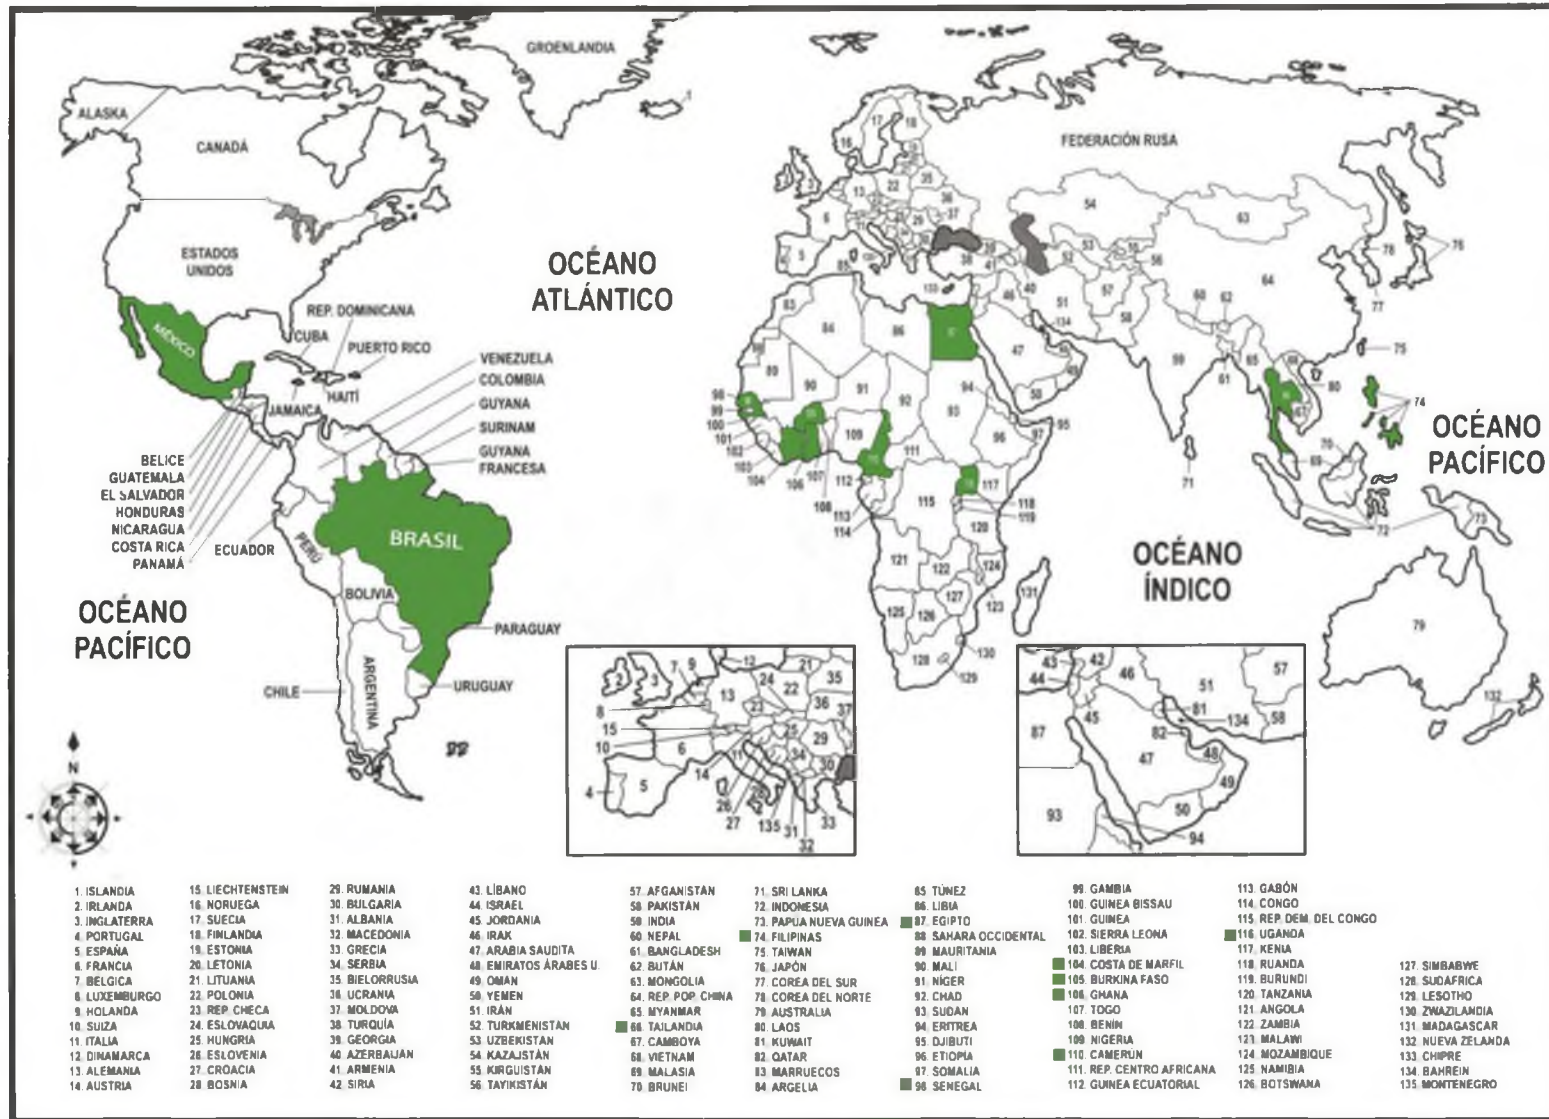 GROENLANDIA
1
ALASKA
CANADÁ
FEDERACIÓN RUSA
ESTADOS
UNIDOS
OCÉANO
ATLÁNTICO
MÉXICO
REP. DOMINICANA
CUBA
PUERTO RICO
HAITÍ
JAMAICA
VENEZUELA
COLOMBIA
GUYANA
SURINAM
GUYANA
FRANCESA
BELICE
GUATEMALA
EL SALVADOR
HONDURAS
NICARAGUA
COSTA RICA
PANAMÁ
ECUADOR
PERÚ
BRASIL
BOLIVIA
PARAGUAY
CHILE
ARGENTINA
URUGUAY
OCÉANO
PACÍFICO
OCÉANO
PACÍFICO
OCÉANO
ÍNDICO
N
1. ISLANDIA
2. IRLANDA
3. INGLATERRA
4. PORTUGAL
5. ESPAÑA
6. FRANCIA
7. BELGICA
8. LUXEMBURGO
9. HOLANDA
10. SUIZA
11. ITALIA
12. DINAMARCA
13. ALEMANIA
14. AUSTRIA
15. LIECHTENSTEIN
16. NORUEGA
17. SUECIA
18. FINLANDIA
19. ESTONIA
20. LETONIA
21. LITUANIA
22. POLONIA
23. REP. CHECA
24. ESLOVAQUIA
25. HUNGRIA
26. ESLOVENIA
27. CROACIA
28. BOSNIA
29. RUMANIA
30. BULGARIA
31. ALBANIA
32. MACEDONIA
33. GRECIA
34. SERBIA
35. BIELORRUSIA
36. UCRANIA
37. MOLDOVA
38. TURQUÍA
39. GEORGIA
40. AZERBAIJAN
41. ARMENIA
42. SIRIA
43. LÍBANO
44. ISRAEL
45. JORDANIA
46. IRAK
47. ARABIA SAUDITA
48. EMIRATOS ÁRABES U.
49. OMAN
50. YEMEN
51. IRÁN
52. TURKMENISTÁN
53. UZBEKISTAN
54. KAZAJSTÁN
55. KIRGUISTÁN
56. TAYIKISTÁN
57. AFGANISTÁN
58. PAKISTÁN
59. INDIA
60. NEPAL
61. BANGLADESH
62. BUTÁN
63. MONGOLIA
64. REP. POP. CHINA
65. MYANMAR
66. TAILANDIA
67. CAMBOYA
68. VIETNAM
69. MALASIA
70. BRUNEI
71. SRI LANKA
72. INDONESIA
73. PAPUA NUEVA GUINEA
74. FILIPINAS
75. TAIWAN
76. JAPÓN
77. COREA DEL SUR
78. COREA DEL NORTE
79. AUSTRALIA
80. LAOS
81. KUWAIT
82. QATAR
83. MARRUECOS
84. ARGELIA
85. TÚNEZ
86. LIBIA
87. EGIPTO
88. SAHARA OCCIDENTAL
89. MAURITANIA
90. MALI
91. NÍGER
92. CHAD
93. SUDAN
94. ERITREA
95. DJIBUTI
96. ETIOPÍA
97. SOMALIA
98. SENEGAL
99. GAMBIA
100. GUINEA BISSAU
101. GUINEA
102. SIERRA LEONA
103. LIBERIA
104. COSTA DE MARFIL
105. BURKINA FASO
106. GHANA
107. TOGO
108. BENÍN
109. NIGERIA
110. CAMERÚN
111. REP. CENTRO AFRICANA
112. GUINEA ECUATORIAL
113. GABÓN
114. CONGO
115. REP. DEM. DEL CONGO
116. UGANDA
117. KENIA
118. RUANDA
119. BURUNDI
120. TANZANIA
121. ANGOLA
122. ZAMBIA
123. MALAWI
124. MOZAMBIQUE
125. NAMIBIA
126. BOTSWANA
127. SIMBABWE
128. SUDAFRICA
129. LESOTHO
130. ZWAZILANDIA
131. MADAGASCAR
132. NUEVA ZELANDA
133. CHIPRE
134. BAHREIN
135. MONTENEGRO